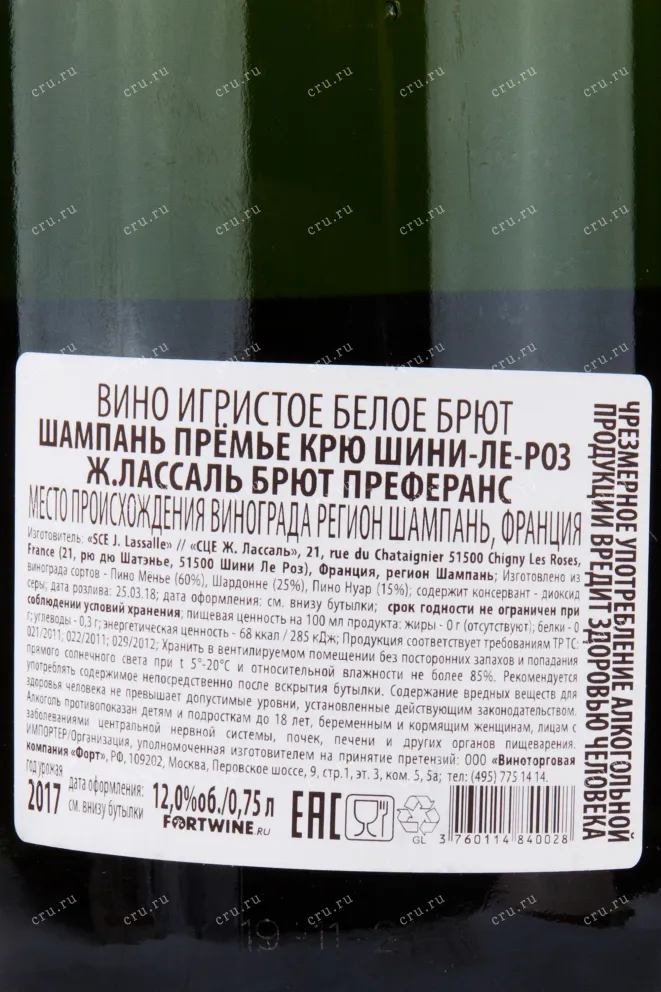 ВИНО ИГРИСТОЕ БЕЛОЕ БРЮТ
ШАМПАНЬ ПРЁМЬЕ КРЮ ШИНИ-ЛЕ-РОЗ
Ж.ЛАССАЛЬ БРЮТ ПРЕФЕРАНС
МЕСТО ПРОИСХОЖДЕНИЯ ВИНОГРАДА РЕГИОН ШАМПАНЬ, ФРАНЦИЯ
Изготовитель: «SCE J. Lassalle» // «СЦЕ Ж. Лассаль», 21, rue du Chataignier 51500 Chigny Les Roses,
France (21, рю дю Шатэнье, 51500 Шини Ле Роз), Франция, регион Шампань; Изготовлено из
винограда сортов - Пино Менье (60%), Шардонне (25%), Пино Нуар (15%); содержит консервант - диоксид
серы; дата розлива: 25.03.18; дата оформления: см. внизу бутылки; срок годности не ограничен при
соблюдении условий хранения; пищевая ценность на 100 мл продукта: жиры - 0 г (отсутствуют); белки - 0
г; углеводы - 0,3 г; энергетическая ценность - 68 ккал / 285 кДж; Продукция соответствует требованиям ТР ТС:
021/2011; 022/2011; 029/2012; Хранить в вентилируемом помещении без посторонних запахов и попадания
прямого солнечного света при t 5°-20°C и относительной влажности не более 85%. Рекомендуется
употреблять содержимое непосредственно после вскрытия бутылки. Содержание вредных веществ для
здоровья человека не превышает допустимые уровни, установленные действующим законодательством.
Алкоголь противопоказан детям и подросткам до 18 лет, беременным и кормящим женщинам, лицам с
заболеваниями центральной нервной системы, почек, печени и других органов пищеварения.
ИМПОРТЕР/Организация, уполномоченная изготовителем на принятие претензий: ООО «Виноторговая
компания «Форт», РФ, 109202, Москва, Перовское шоссе, 9, стр.1, эт. 3, ком. 5, 5а; тел: (495) 775 14 14.
год урожая
2017
дата оформления:
см. внизу бутылки
12,0%об./0,75 л
FORTWINE.RU
EAC
GL
3 760114 840028
ЧРЕЗМЕРНОЕ УПОТРЕБЛЕНИЕ АЛКОГОЛЬНОЙ
ПРОДУКЦИИ ВРЕДИТ ЗДОРОВЬЮ ЧЕЛОВЕКА
cru.ru